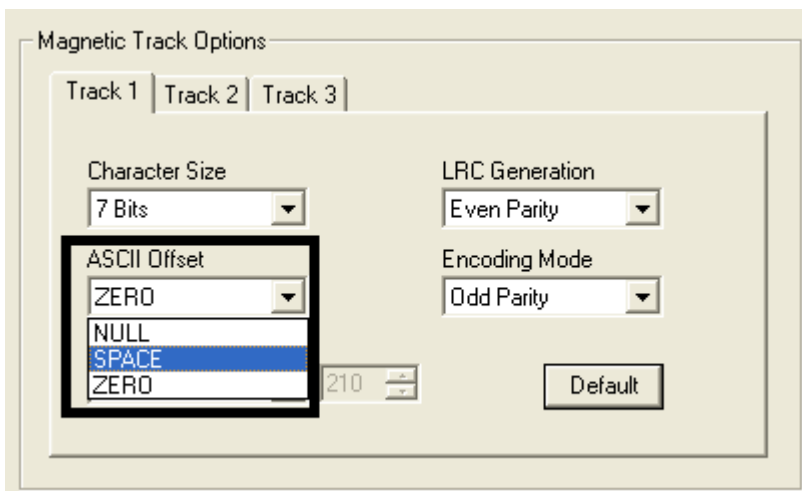 Magnetic Track Options
Track 1 Track 2 Track 3
Character Size LRC Generation
7 Bits Even Parity
ASCII Offset Encoding Mode
ZERO Odd Parity
NULL
SPACE
ZERO 210 Default